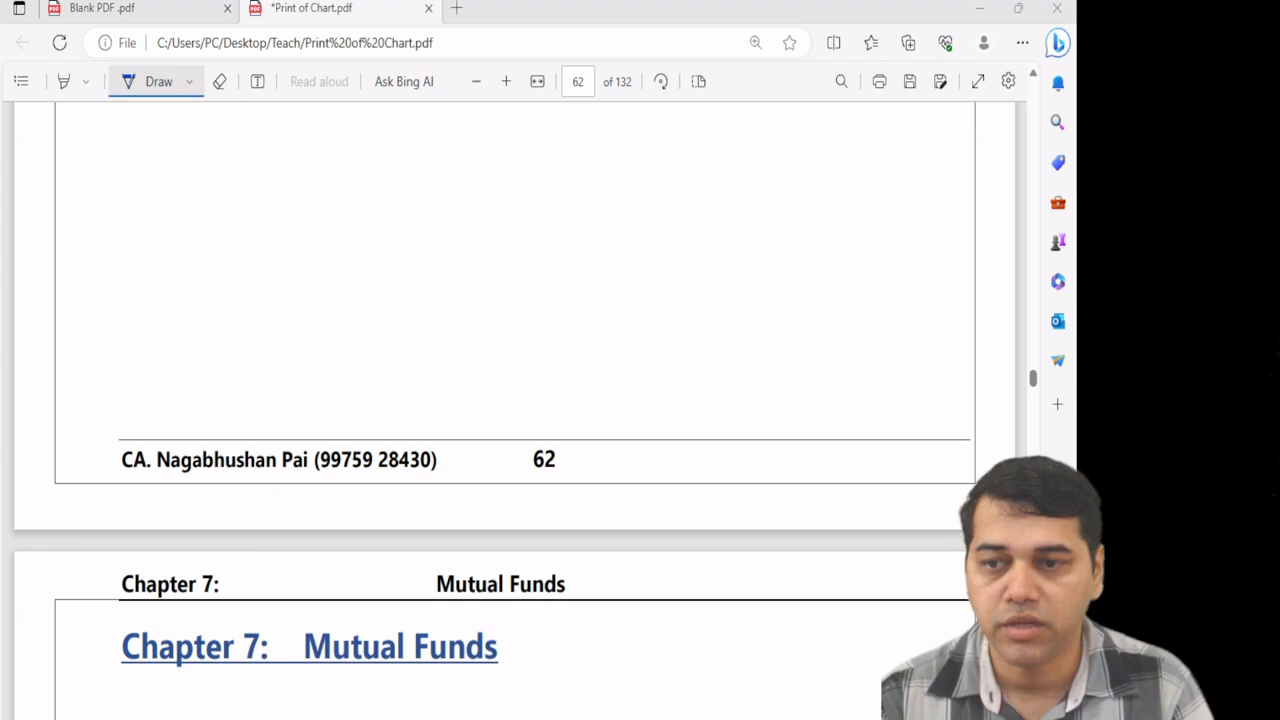 Blank PDF .pdf
*Print of Chart.pdf
File
C:/Users/PC/Desktop/Teach/Print%20of%20Chart.pdf
Draw
Read aloud
Ask Bing AI
62
of 132
CA. Nagabhushan Pai (99759 28430)
62
Chapter 7:
Mutual Funds
Chapter 7: Mutual Funds